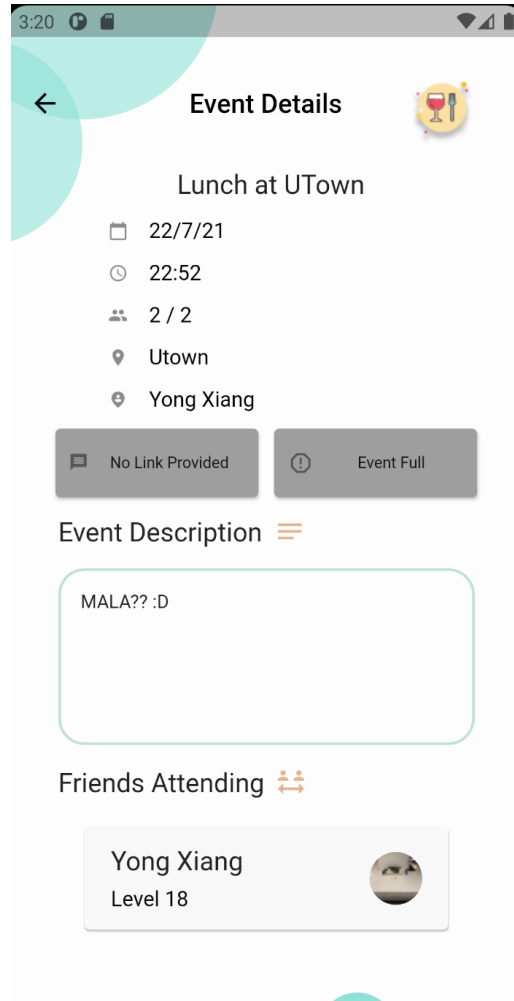 3:20
Event Details
Lunch at UTown
22/7/21
22:52
2 / 2
Utown
Yong Xiang
No Link Provided
Event Full
Event Description
MALA?? :D
Friends Attending
Yong Xiang
Level 18